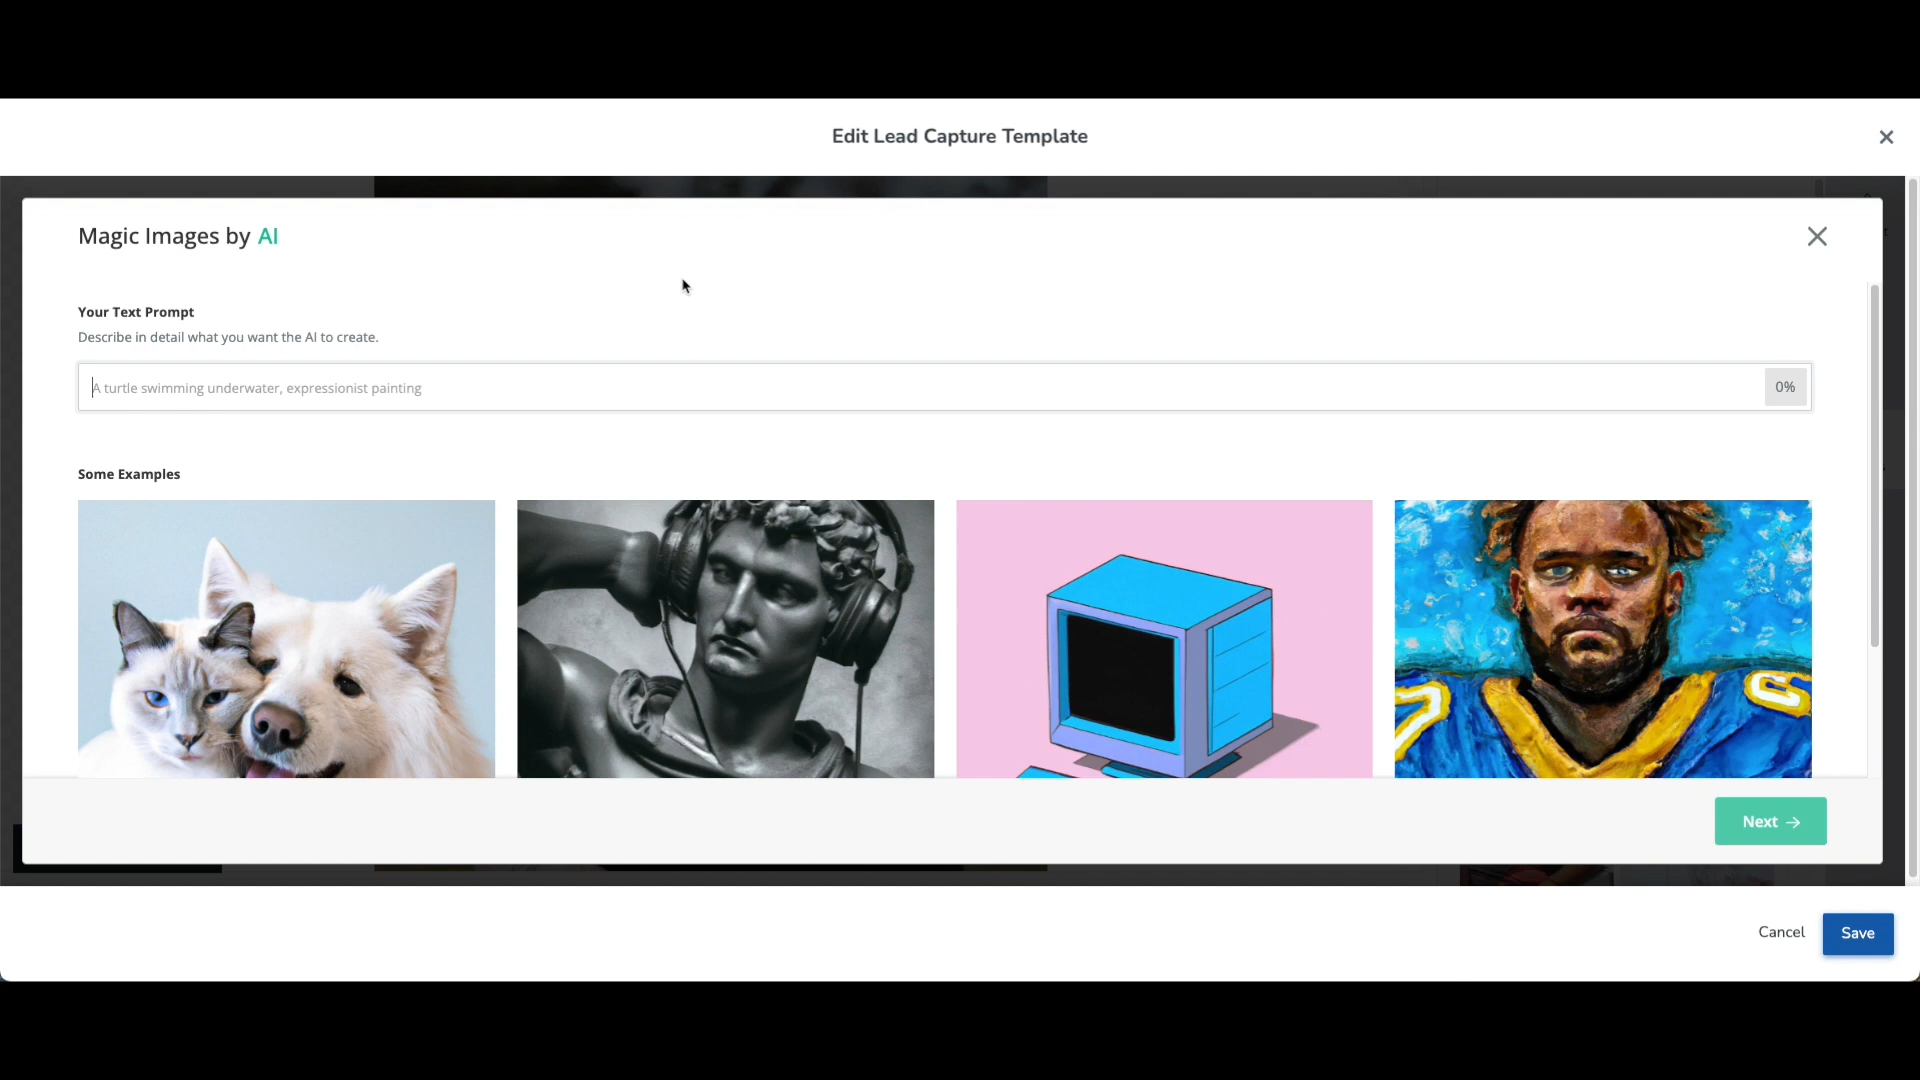 Edit Lead Capture Template
Magic Images by AI
Your Text Prompt
Describe in detail what you want the AI to create.
A turtle swimming underwater, expressionist painting
0%
Some Examples
Next →
Cancel
Save